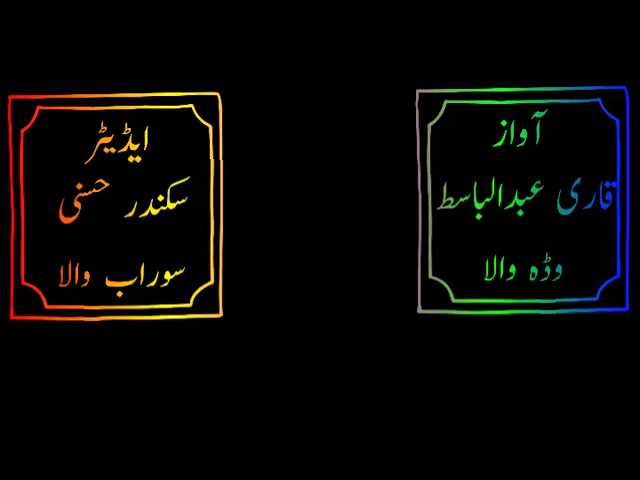 آواز
قاری عبدالباسط
وڈہ والا
ایڈیٹر
سکندر حسنی
سوراب والا